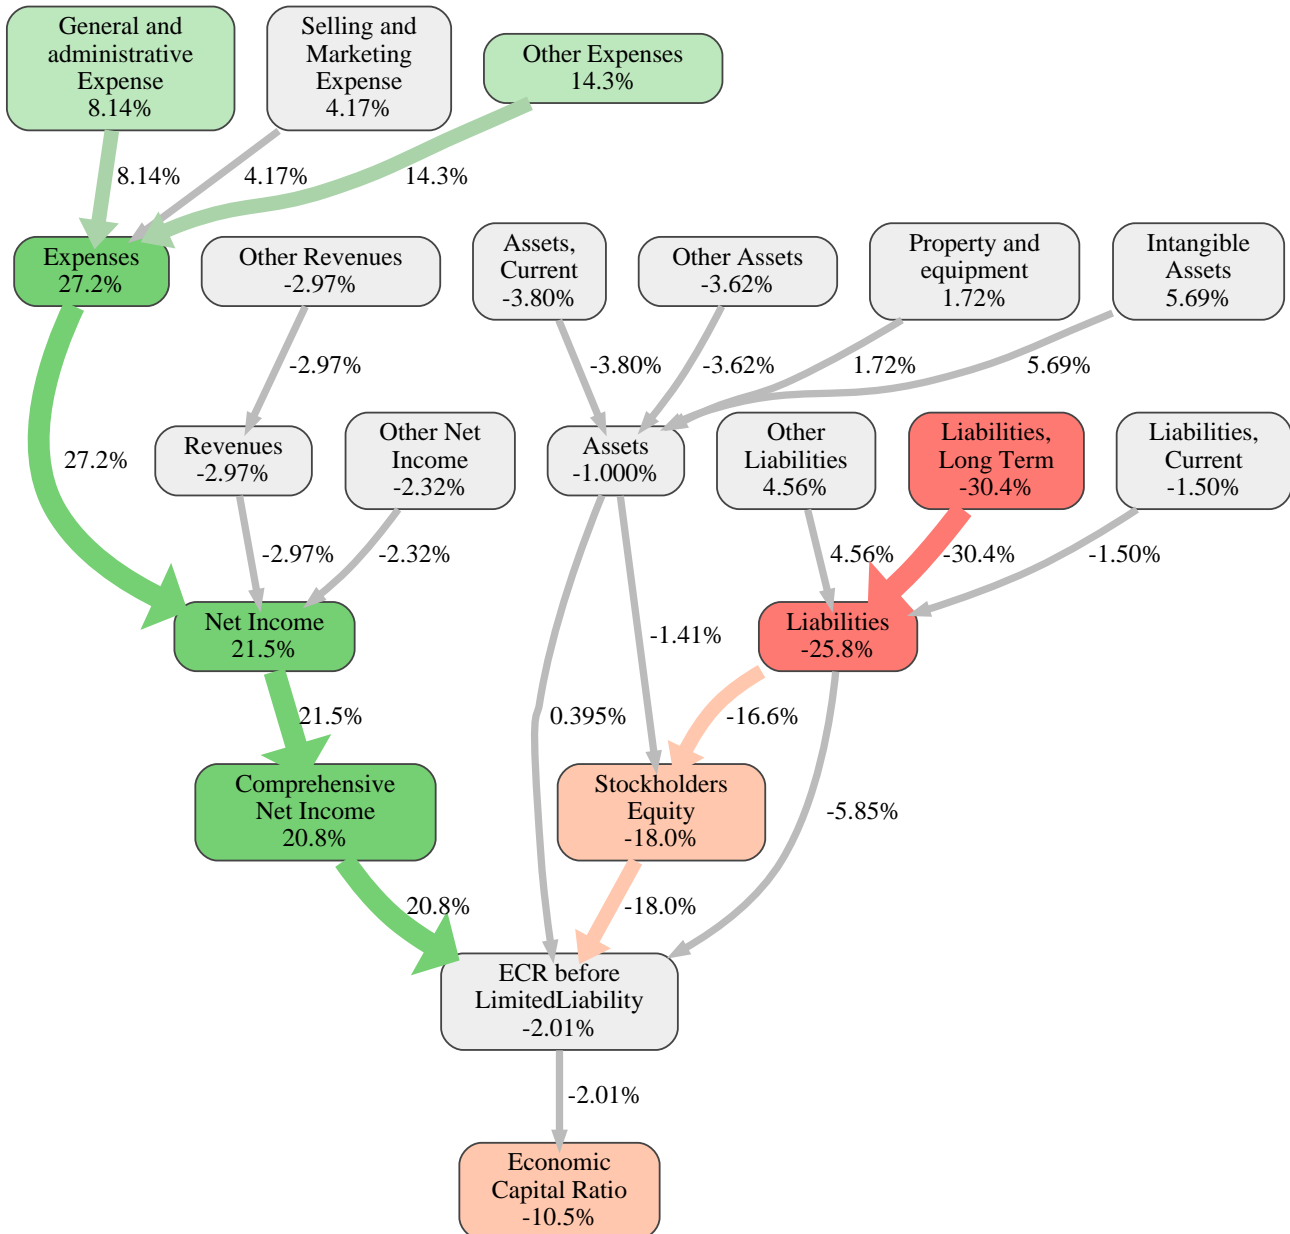 General and
administrative
Expense
8.14%
Selling and
Marketing
Expense
4.17%
Other Expenses
14.3%
8.14%
4.17%
14.3%
Expenses
27.2%
Other Revenues
-2.97%
Assets,
Current
-3.80%
Other Assets
-3.62%
Property and
equipment
1.72%
Intangible
Assets
5.69%
-2.97%
-3.80%
-3.62%
1.72%
5.69%
27.2%
Revenues
-2.97%
Other Net
Income
-2.32%
Assets
-1.000%
Other
Liabilities
4.56%
Liabilities,
Long Term
-30.4%
Liabilities,
Current
-1.50%
-2.97%
-2.32%
4.56%
-30.4%
-1.50%
Net Income
21.5%
-1.41%
Liabilities
-25.8%
21.5%
0.395%
-16.6%
Comprehensive
Net Income
20.8%
Stockholders
Equity
-18.0%
-5.85%
20.8%
-18.0%
ECR before
LimitedLiability
-2.01%
-2.01%
Economic
Capital Ratio
-10.5%